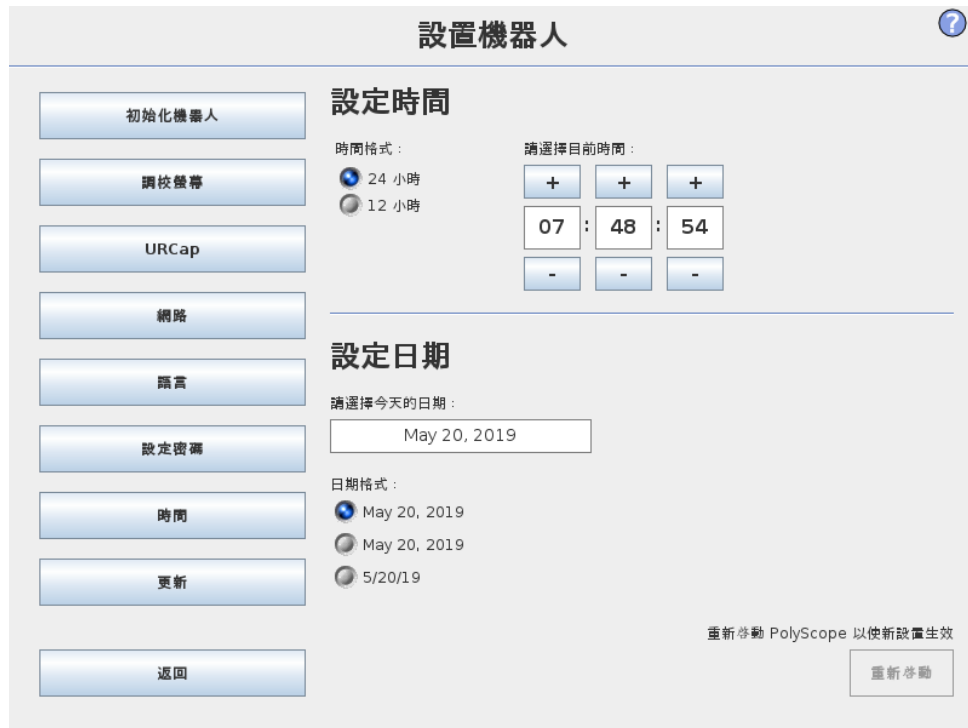 設置機器人
?
初始化機器人
調校螢幕
URCap
網路
語言
設定密碼
時間
更新
返回
設定時間
時間格式：
24 小時
12 小時
請選擇目前時間：
+ + +
07 : 48 : 54
- - -
設定日期
請選擇今天的日期：
May 20, 2019
日期格式：
May 20, 2019
May 20, 2019
5/20/19
重新啓動 PolyScope 以使新設置生效
重新啓動